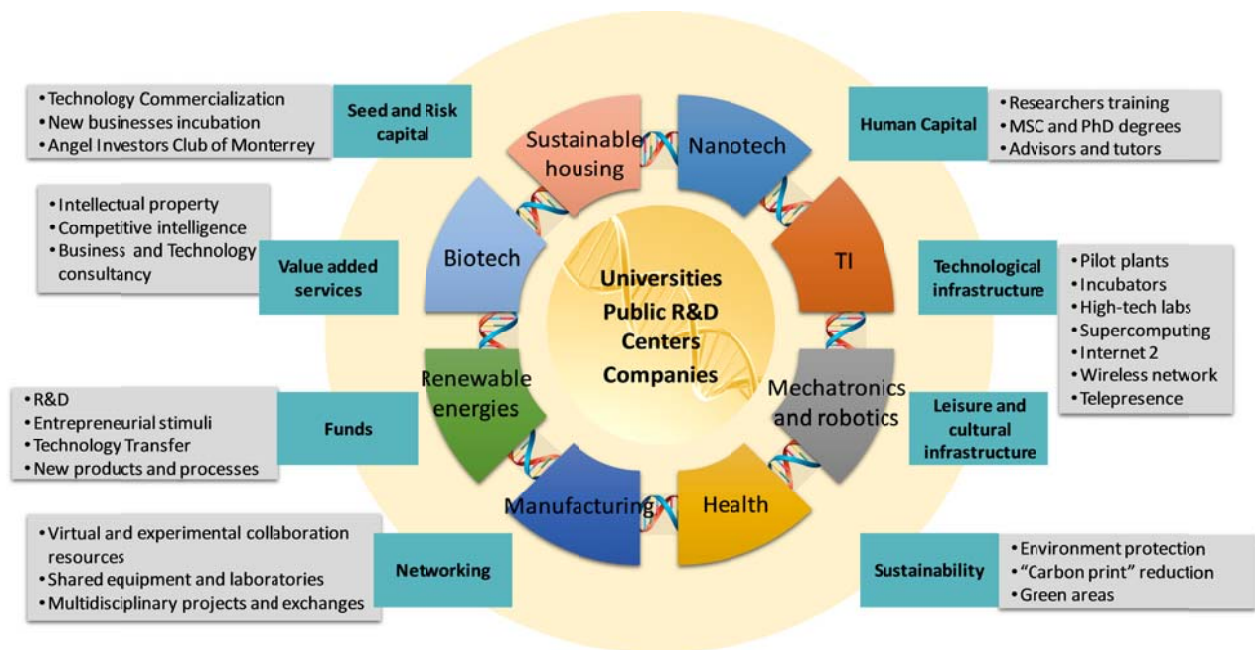 • Technology Commercialization
• New businesses incubation
• Angel Investors Club of Monterrey
Seed and Risk
capital
• Intellectual property
• Competitive intelligence
• Business and Technology
consultancy
Value added
services
• R&D
• Entrepreneurial stimuli
• Technology Transfer
• New products and processes
Funds
• Virtual and experimental collaboration
resources
• Shared equipment and laboratories
• Multidisciplinary projects and exchanges
Networking
Sustainable
housing
Nanotech
Biotech
TI
Renewable
energies
Mechatronics
and robotics
Manufacturing
Health
Universities
Public R&D
Centers
Companies
Human Capital
• Researchers training
• MSC and PhD degrees
• Advisors and tutors
Technological
infrastructure
• Pilot plants
• Incubators
• High-tech labs
• Supercomputing
• Internet 2
• Wireless network
• Telepresence
Leisure and
cultural
infrastructure
Sustainability
• Environment protection
• “Carbon print” reduction
• Green areas